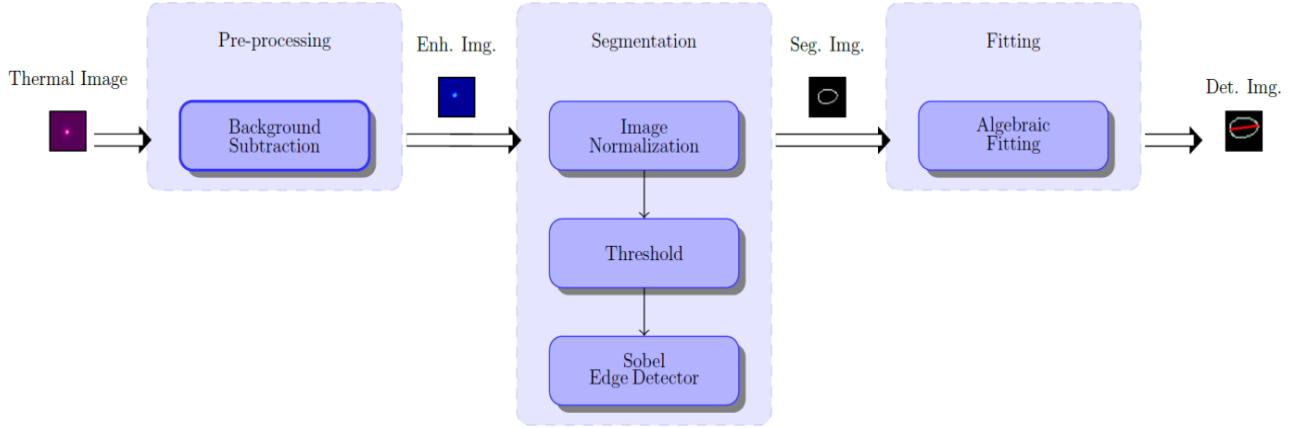 Thermal Image
Pre-processing
Background
Subtraction
Enh. Img.
Segmentation
Image
Normalization
Threshold
Sobel
Edge Detector
Seg. Img.
Fitting
Algebraic
Fitting
Det. Img.